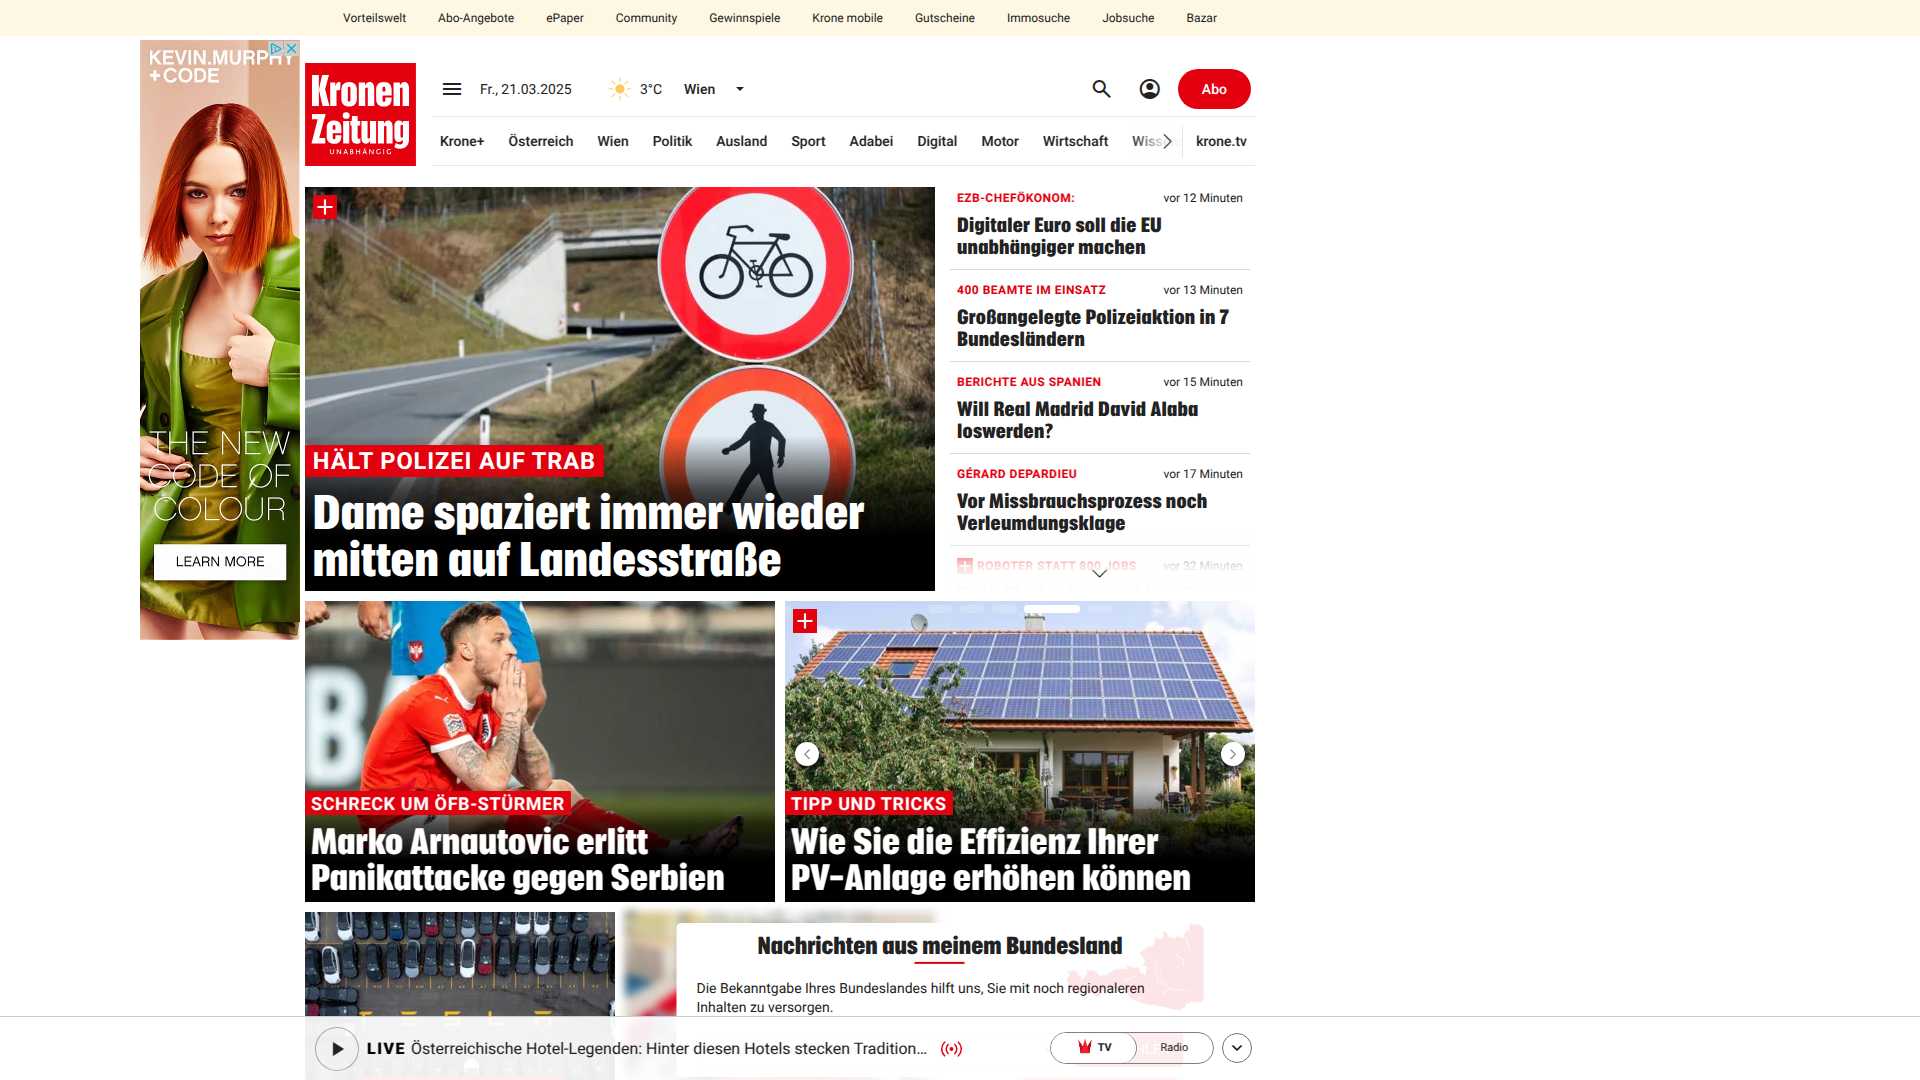 Vorteilswelt
Abo-Angebote
ePaper
Community
Gewinnspiele
Krone mobile
Gutscheine
Immosuche
Jobsuche
Bazar
KEVIN.MURPHY
+CODE
THE NEW
CODE OF
COLOUR
LEARN MORE
Kronen
Zeitung
UNABHÄNGIG
Fr., 21.03.2025
3°C
Wien
Abo
Krone+
Österreich
Wien
Politik
Ausland
Sport
Adabei
Digital
Motor
Wirtschaft
Wiss
krone.tv
HÄLT POLIZEI AUF TRAB
Dame spaziert immer wieder
mitten auf Landesstraße
EZB-CHEFÖKONOM:
vor 12 Minuten
Digitaler Euro soll die EU
unabhängiger machen
400 BEAMTE IM EINSATZ
vor 13 Minuten
Großangelegte Polizeiaktion in 7
Bundesländern
BERICHTE AUS SPANIEN
vor 15 Minuten
Will Real Madrid David Alaba
loswerden?
GÉRARD DEPARDIEU
vor 17 Minuten
Vor Missbrauchsprozess noch
Verleumdungsklage
ROBOTER STATT 800 JOBS
vor 32 Minuten
SCHRECK UM ÖFB-STÜRMER
Marko Arnautovic erlitt
Panikattacke gegen Serbien
TIPP UND TRICKS
Wie Sie die Effizienz Ihrer
PV-Anlage erhöhen können
Nachrichten aus meinem Bundesland
Die Bekanntgabe Ihres Bundeslandes hilft uns, Sie mit noch regionaleren
Inhalten zu versorgen.
LIVE Österreichische Hotel-Legenden: Hinter diesen Hotels stecken Tradition...
TV
Radio